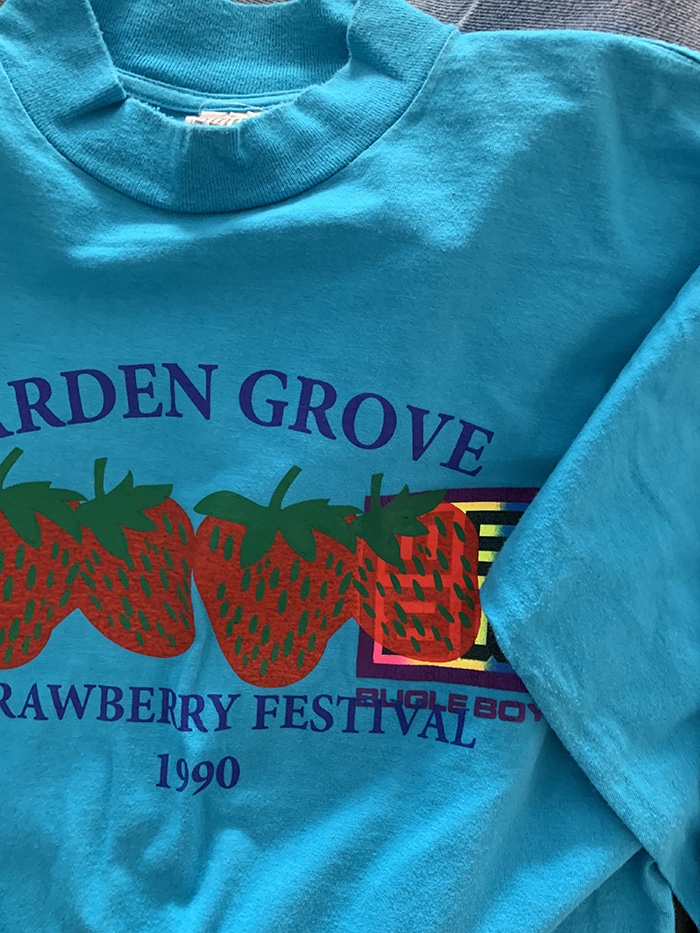 ARDEN GROVE
RAWBERRY FESTIVAL
BUGLE BOY
1990